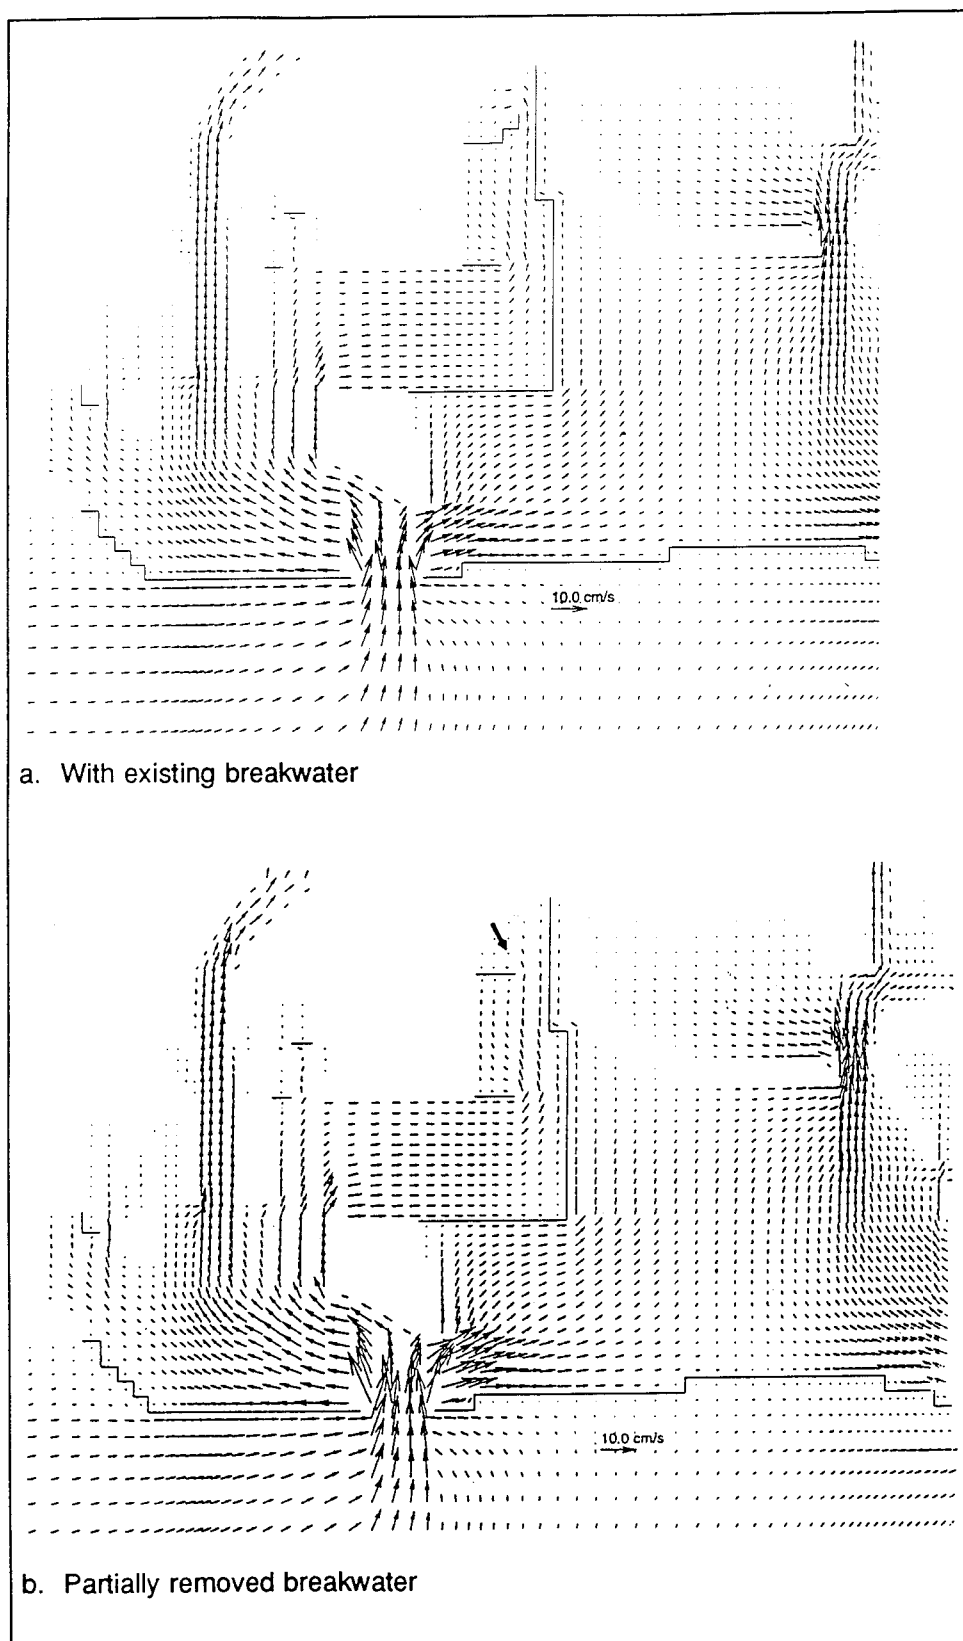 10.0 cm/s
a. With existing breakwater
10.0 cm/s
b. Partially removed breakwater